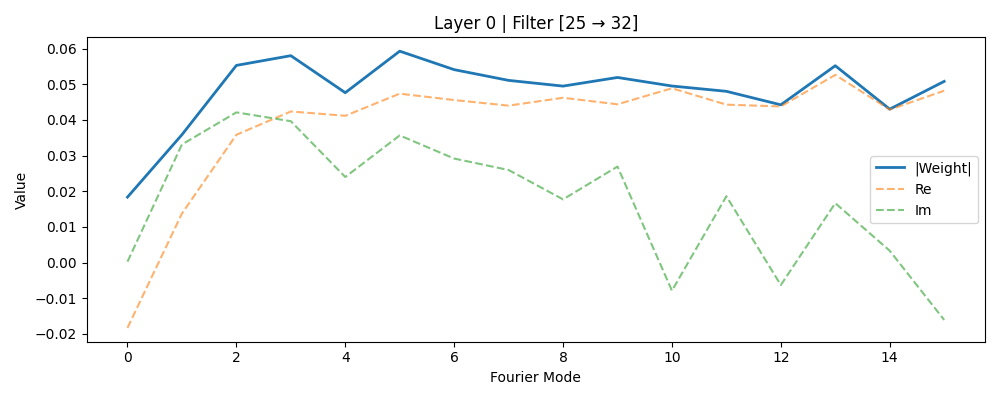 Layer 0 | Filter [25 → 32]
Value
0.06
0.05
0.04
0.03
0.02
0.01
0.00
−0.01
−0.02
|Weight|
Re
Im
0 2 4 6 8 10 12 14
Fourier Mode